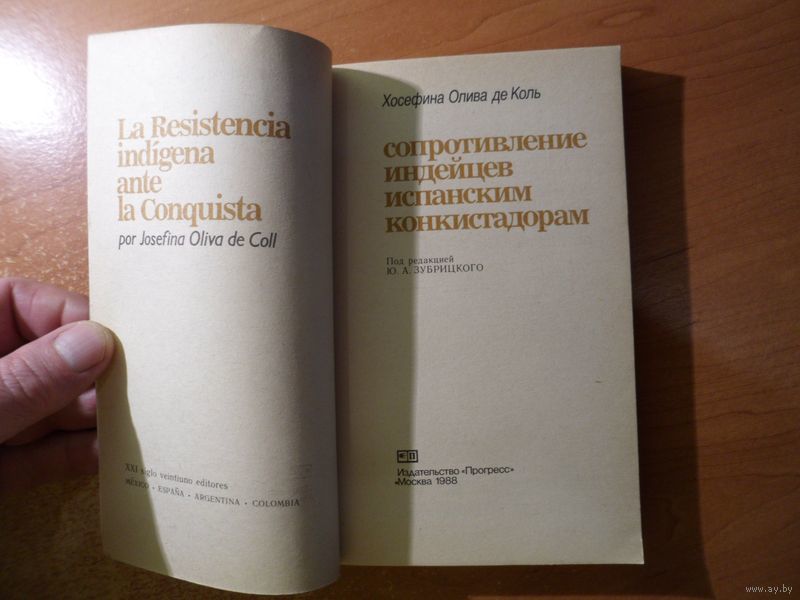 La Resistencia
indígena
ante
la Conquista
por Josefina Oliva de Coll
XXI siglo veintiuno editores
MÉXICO • ESPAÑA • ARGENTINA • COLOMBIA
Хосефина Олива де Коль
сопротивление
индейцев
испанским
конкистадорам
Под редакцией
Ю. А. ЗУБРИЦКОГО
Издательство «Прогресс»
Москва 1988
www.ay.by